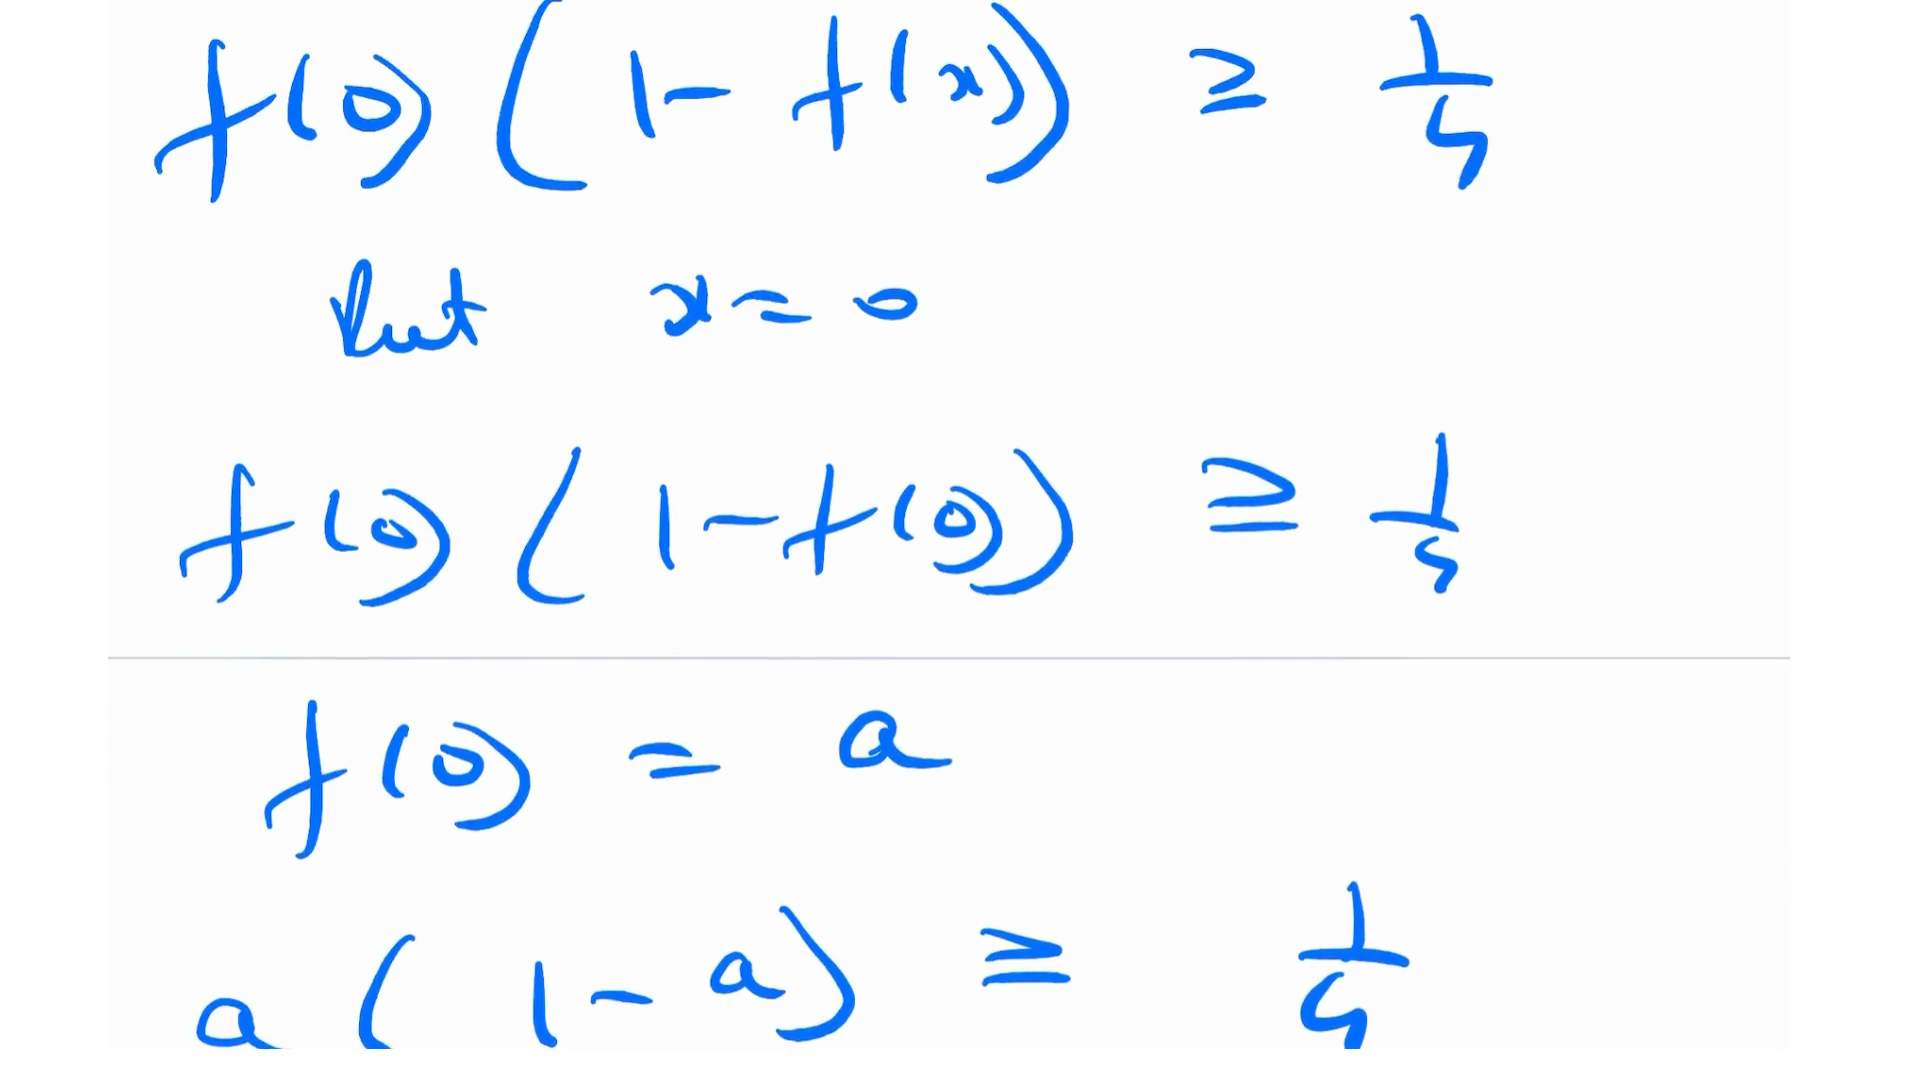 f(0) (1 - f(x)) ≥ 1/4
Put x = 0
f(0) (1 - f(0)) ≥ 1/4
f(0) = a
a (1 - a) ≥ 1/4